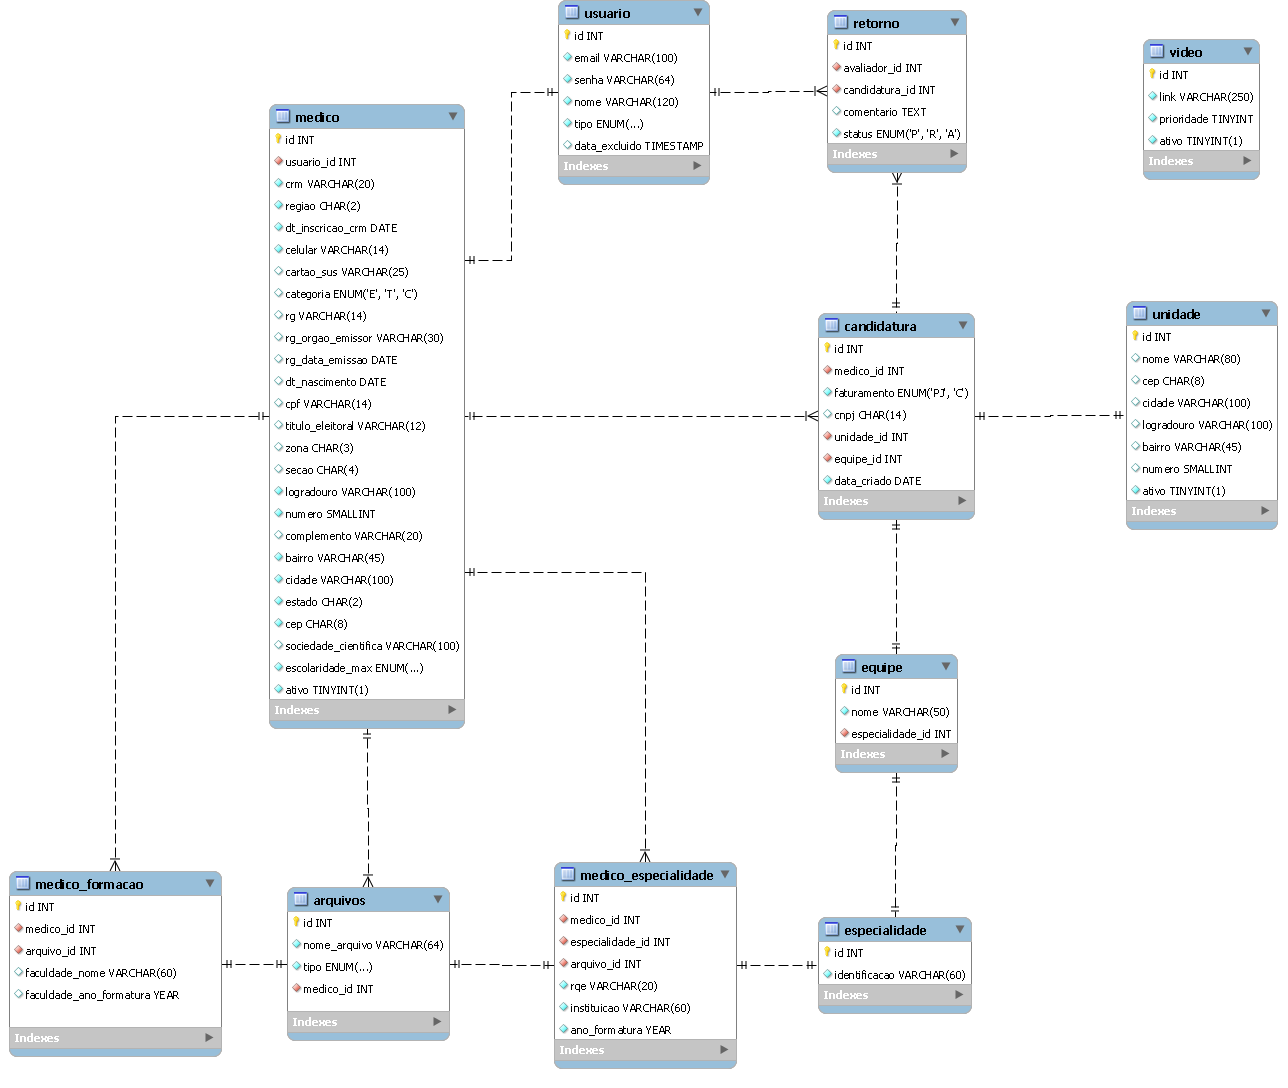 usuario
id INT
email VARCHAR(100)
senha VARCHAR(64)
nome VARCHAR(120)
tipo ENUM(...)
data_excluido TIMESTAMP
Indexes
retorno
id INT
avaliador_id INT
candidatura_id INT
comentario TEXT
status ENUM('P', 'R', 'A')
Indexes
video
id INT
link VARCHAR(250)
prioridade TINYINT
ativo TINYINT(1)
Indexes
medico
id INT
usuario_id INT
crm VARCHAR(20)
regiao CHAR(2)
dt_inscricao_crm DATE
celular VARCHAR(14)
cartao_sus VARCHAR(25)
categoria ENUM('E', 'T', 'C')
rg VARCHAR(14)
rg_orgao_emissor VARCHAR(30)
rg_data_emissao DATE
dt_nascimento DATE
cpf VARCHAR(14)
titulo_eleitoral VARCHAR(12)
zona CHAR(3)
secao CHAR(4)
logradouro VARCHAR(100)
numero SMALLINT
complemento VARCHAR(20)
bairro VARCHAR(45)
cidade VARCHAR(100)
estado CHAR(2)
cep CHAR(8)
sociedade_cientifica VARCHAR(100)
escolaridade_max ENUM(...)
ativo TINYINT(1)
Indexes
candidatura
id INT
medico_id INT
faturamento ENUM('PJ', 'C')
cnpj CHAR(14)
unidade_id INT
equipe_id INT
data_criado DATE
Indexes
unidade
id INT
nome VARCHAR(80)
cep CHAR(8)
cidade VARCHAR(100)
logradouro VARCHAR(100)
bairro VARCHAR(45)
numero SMALLINT
ativo TINYINT(1)
Indexes
equipe
id INT
nome VARCHAR(50)
especialidade_id INT
Indexes
medico_formacao
id INT
medico_id INT
arquivo_id INT
faculdade_nome VARCHAR(60)
faculdade_ano_formatura YEAR
Indexes
arquivos
id INT
nome_arquivo VARCHAR(64)
tipo ENUM(...)
medico_id INT
Indexes
medico_especialidade
id INT
medico_id INT
especialidade_id INT
arquivo_id INT
rqe VARCHAR(20)
instituicao VARCHAR(60)
ano_formatura YEAR
Indexes
especialidade
id INT
identificacao VARCHAR(60)
Indexes